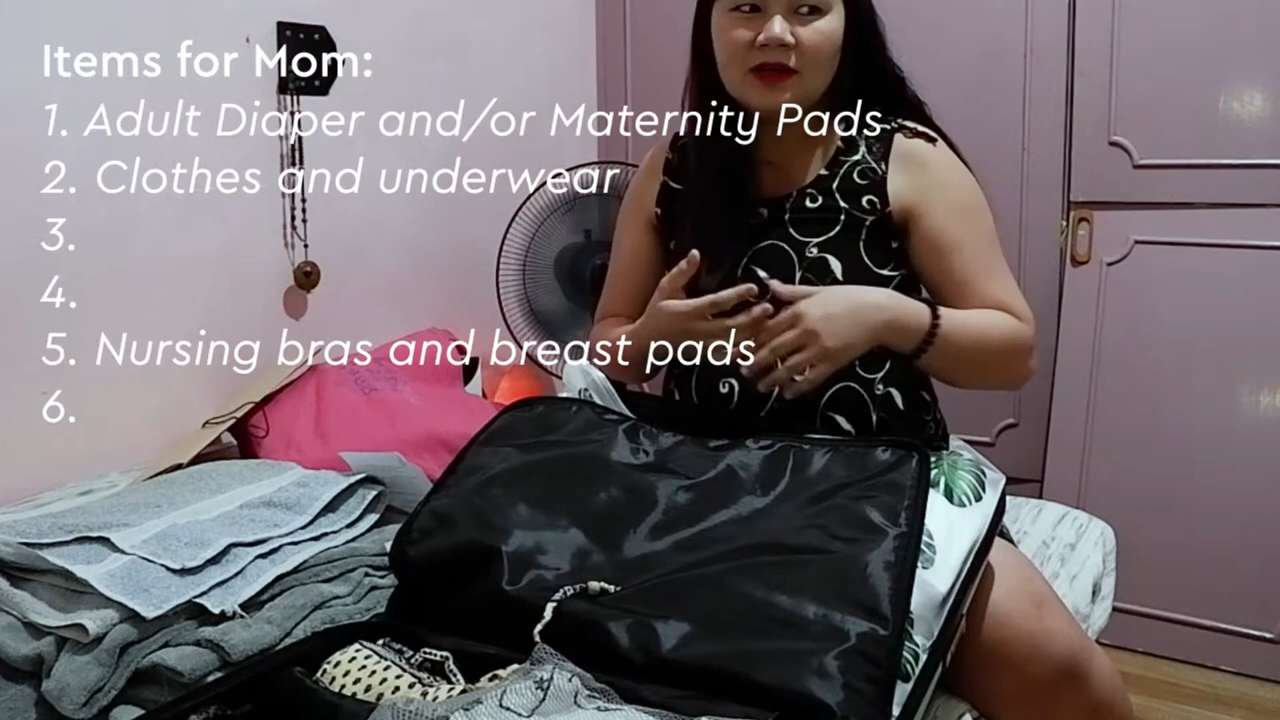 Items for Mom:
1. Adult Diaper and/or Maternity Pads
2. Clothes and underwear
3.
4.
5. Nursing bras and breast pads
6.